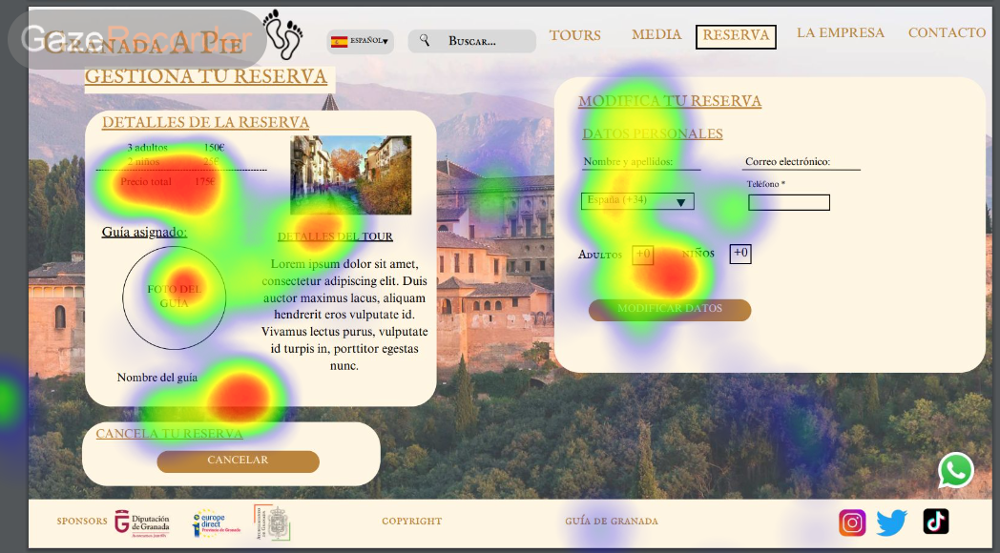 GazeRecorder
GRANADA A PIE
ESPAÑOL
BUSCAR...
TOURS
MEDIA
RESERVA
LA EMPRESA
CONTACTO
GESTIONA TU RESERVA
DETALLES DE LA RESERVA
3 adultos 150€
2 niños 25€
Precio total 175€
Guía asignado:
FOTO DEL
GUÍA
Nombre del guía
DETALLES DEL TOUR
Lorem ipsum dolor sit amet,
consectetur adipiscing elit. Duis
auctor maximus lacus, aliquam
hendrerit eros vulputate id.
Vivamus lectus purus, vulputate
id turpis in, porttitor egestas
nunc.
CANCELA TU RESERVA
CANCELAR
MODIFICA TU RESERVA
DATOS PERSONALES
Nombre y apellidos:
Correo electrónico:
España (+34)
Teléfono *
ADULTOS +0 NIÑOS +0
MODIFICAR DATOS
SPONSORS
Diputación
de Granada
europe
direct
Provincia de Granada
COPYRIGHT
GUÍA DE GRANADA